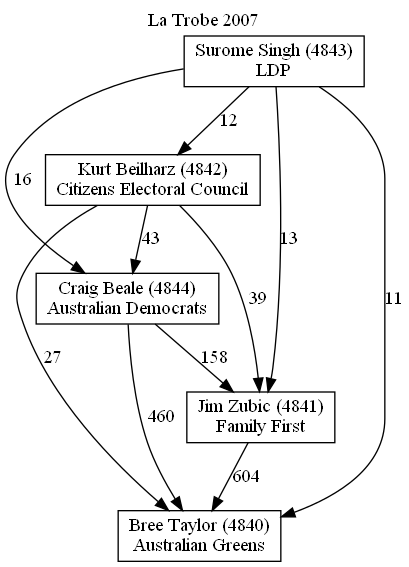 La Trobe 2007
Surome Singh (4843)
LDP
12
Kurt Beilharz (4842)
Citizens Electoral Council
16
43
13
Craig Beale (4844)
Australian Democrats
39
11
27
158
Jim Zubic (4841)
Family First
460
604
Bree Taylor (4840)
Australian Greens